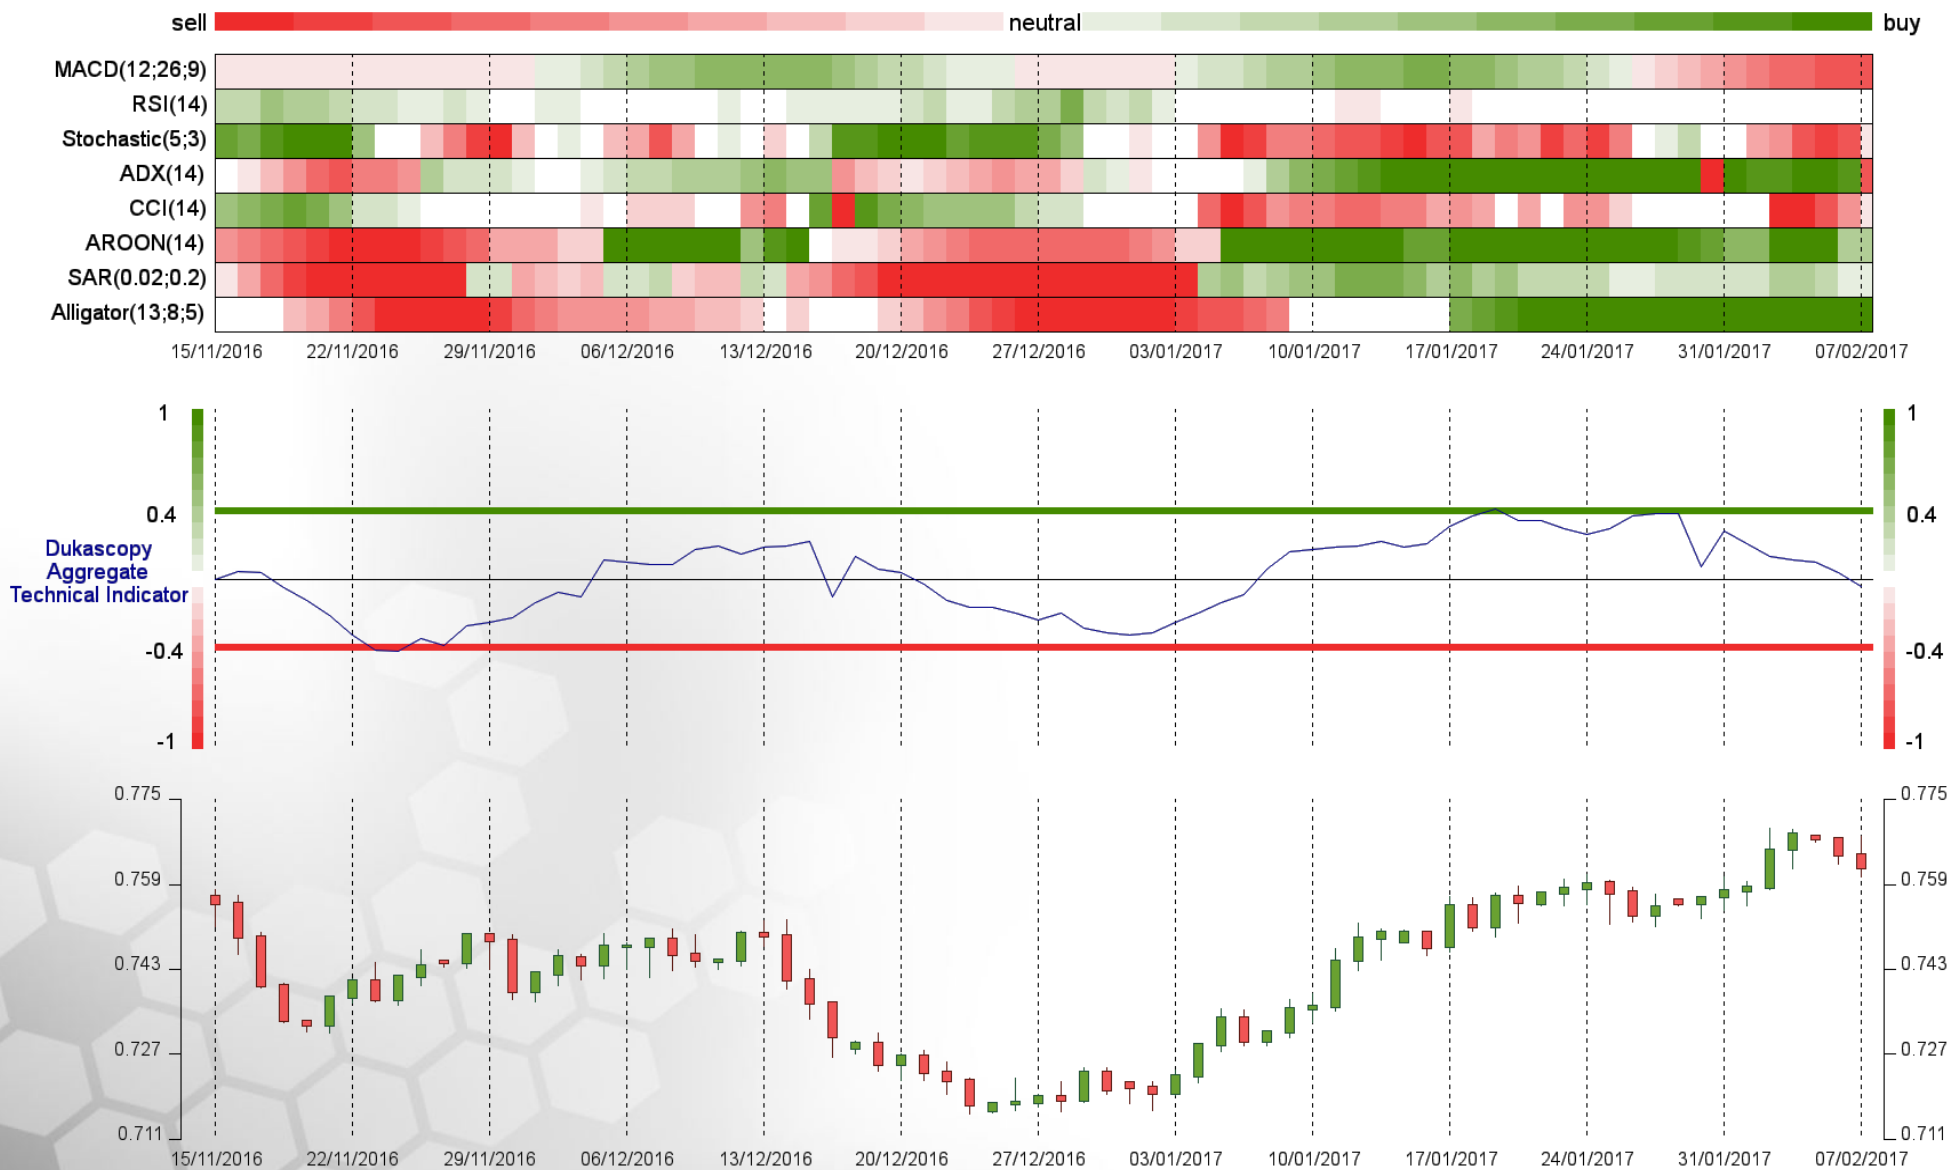 sell neutral buy
MACD(12;26;9)
RSI(14)
Stochastic(5;3)
ADX(14)
CCI(14)
AROON(14)
SAR(0.02;0.2)
Alligator(13;8;5)
15/11/2016 22/11/2016 29/11/2016 06/12/2016 13/12/2016 20/12/2016 27/12/2016 03/01/2017 10/01/2017 17/01/2017 24/01/2017 31/01/2017 07/02/2017
1 1
0.4 0.4
Dukascopy
Aggregate
Technical Indicator
-0.4 -0.4
-1 -1
0.775 0.775
0.759 0.759
0.743 0.743
0.727 0.727
0.711 0.711
15/11/2016 22/11/2016 29/11/2016 06/12/2016 13/12/2016 20/12/2016 27/12/2016 03/01/2017 10/01/2017 17/01/2017 24/01/2017 31/01/2017 07/02/2017